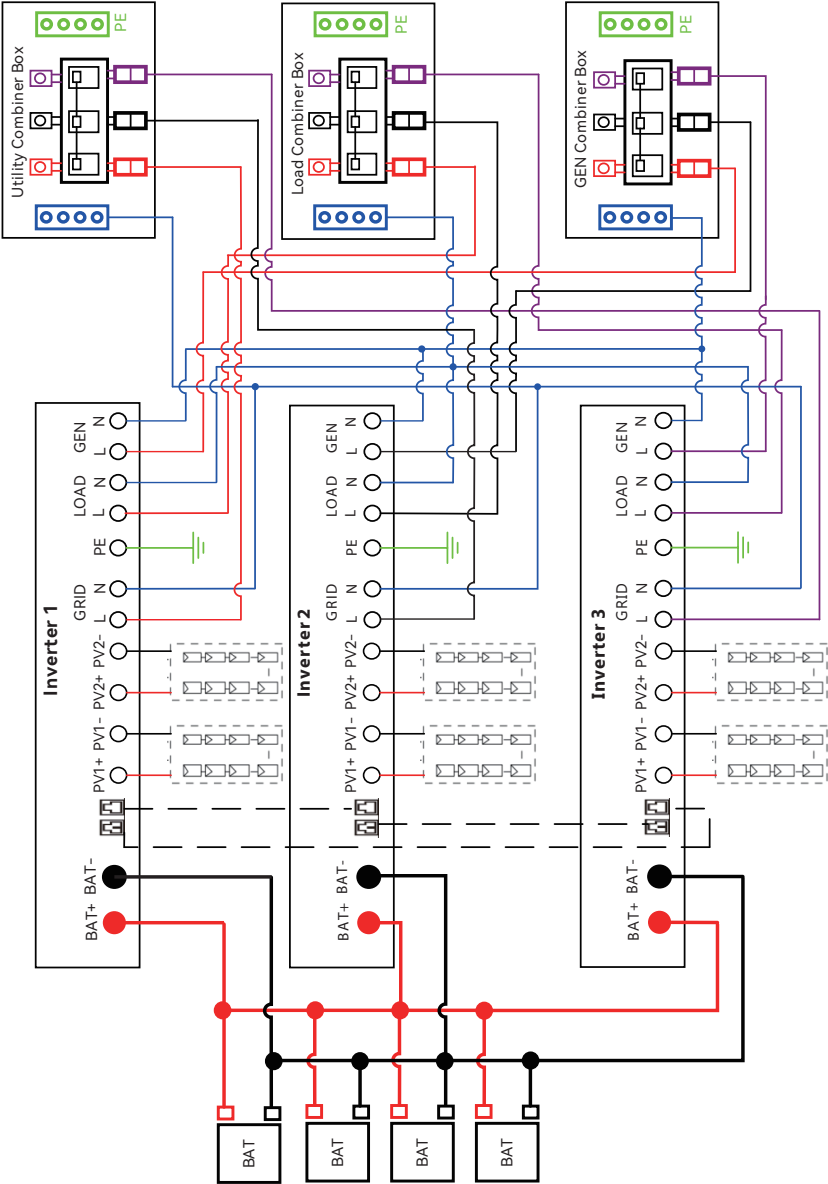 PE
Utility Combiner Box
PE
Load Combiner Box
PE
GEN Combiner Box
Inverter 1
GEN
N
L
LOAD
N
L
PE
GRID
N
L
PV2-
PV2+
PV1-
PV1+
BAT-
BAT+
Inverter 2
GEN
N
L
LOAD
N
L
PE
GRID
N
L
PV2-
PV2+
PV1-
PV1+
BAT-
BAT+
Inverter 3
GEN
N
L
LOAD
N
L
PE
GRID
N
L
PV2-
PV2+
PV1-
PV1+
BAT-
BAT+
BAT
BAT
BAT
BAT